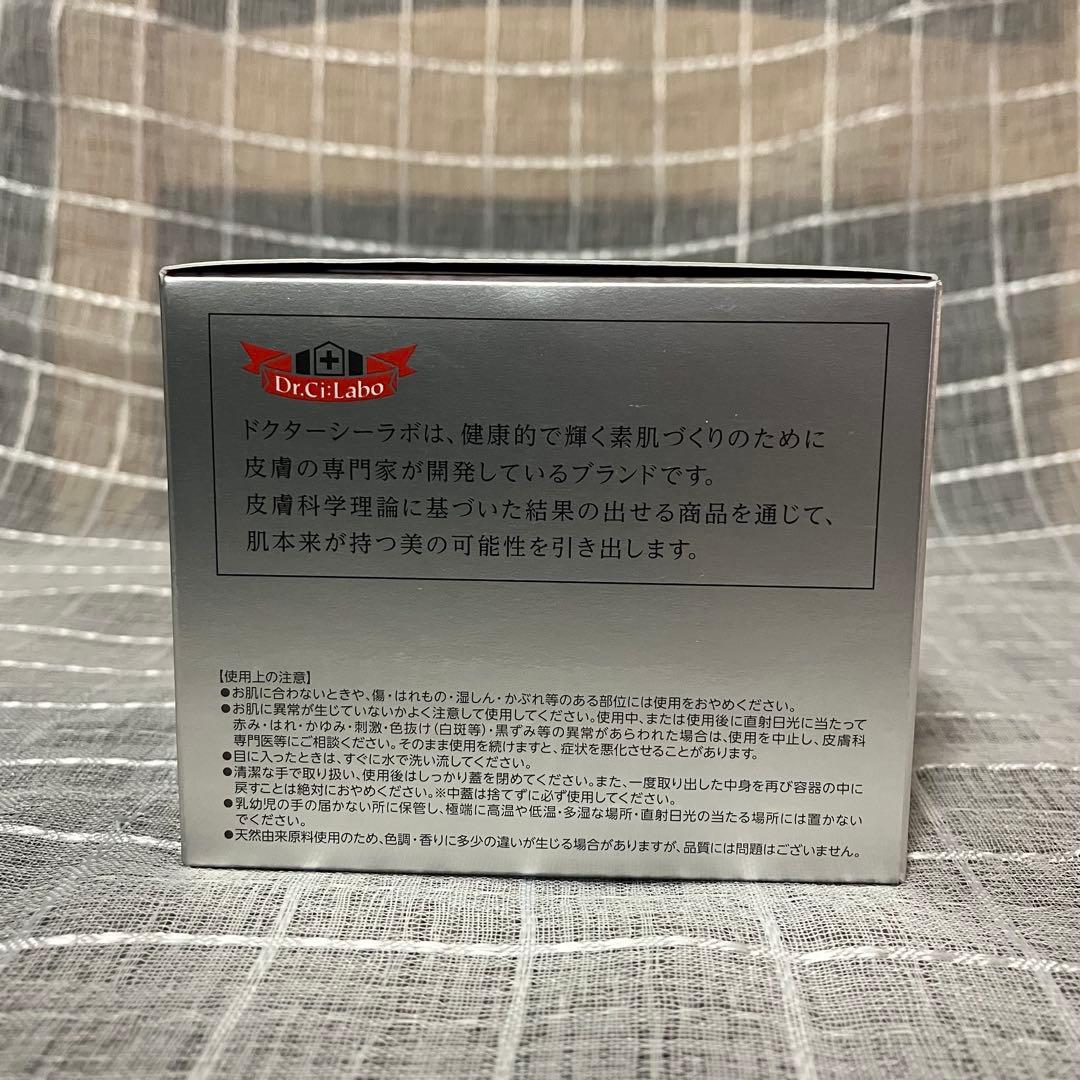 Dr.Ci:Labo
ドクターシーラボは、健康的で輝く素肌づくりのために
皮膚の専門家が開発しているブランドです。
皮膚科学理論に基づいた結果の出せる商品を通じて、
肌本来が持つ美の可能性を引き出します。
【使用上の注意】
●お肌に合わないときや、傷・はれもの・湿しん・かぶれ等のある部位には使用をおやめください。
●お肌に異常が生じていないかよく注意して使用してください。使用中、または使用後に直射日光に当たって
赤み・はれ・かゆみ・刺激・色抜け(白斑等)・黒ずみ等の異常があらわれた場合は、使用を中止し、皮膚科
専門医等にご相談ください。そのまま使用を続けますと、症状を悪化させることがあります。
●目に入ったときは、すぐに水で洗い流してください。
●清潔な手で取り扱い、使用後はしっかり蓋を閉めてください。また、一度取り出した中身を再び容器の中に
戻すことは絶対におやめください。※中蓋は捨てずに必ず使用してください。
●乳幼児の手の届かない所に保管し、極端に高温や低温・多湿な場所・直射日光の当たる場所には置かない
でください。
●天然由来原料使用のため、色調・香りに多少の違いが生じる場合がありますが、品質には問題はございません。